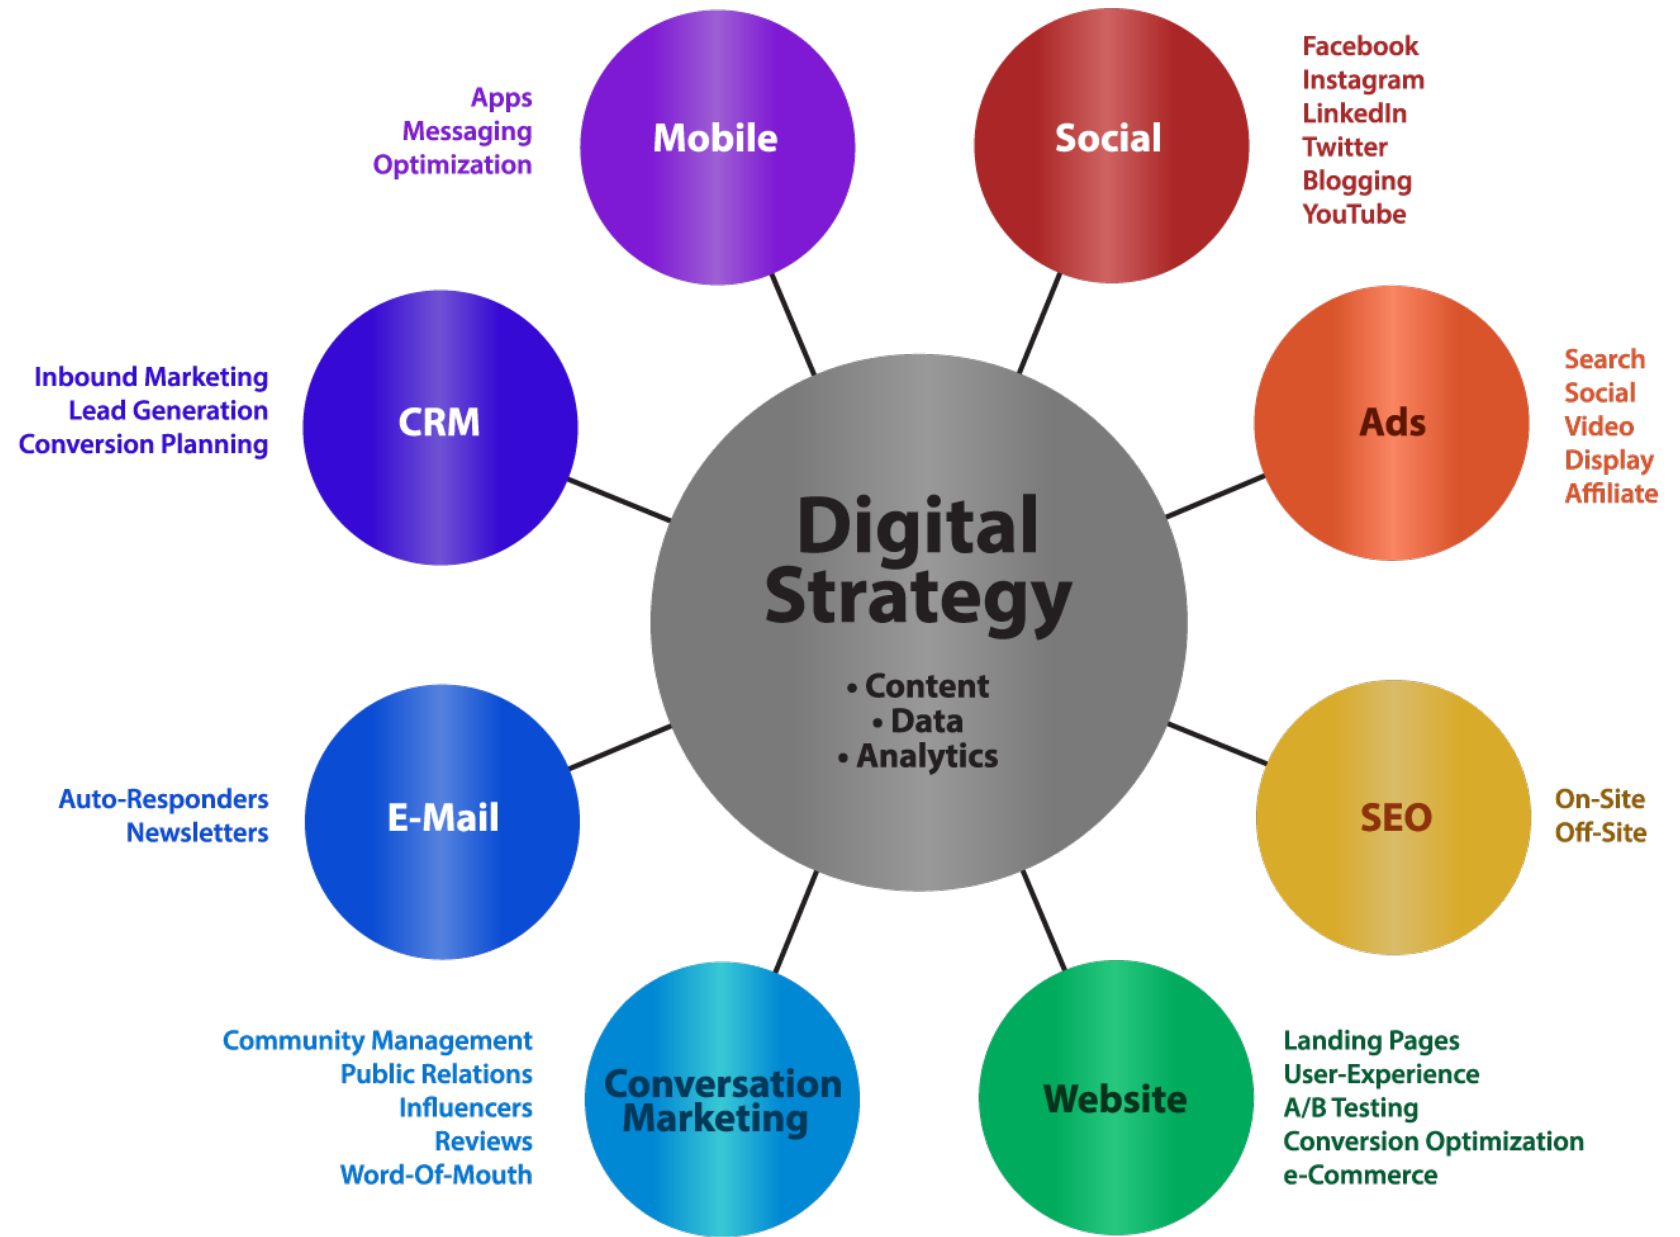 Apps
Messaging
Optimization
Mobile
Social
Facebook
Instagram
LinkedIn
Twitter
Blogging
YouTube
Inbound Marketing
Lead Generation
Conversion Planning
CRM
Ads
Search
Social
Video
Display
Affiliate
Digital
Strategy
• Content
• Data
• Analytics
Auto-Responders
Newsletters
E-Mail
SEO
On-Site
Off-Site
Community Management
Public Relations
Influencers
Reviews
Word-Of-Mouth
Conversation
Marketing
Website
Landing Pages
User-Experience
A/B Testing
Conversion Optimization
e-Commerce